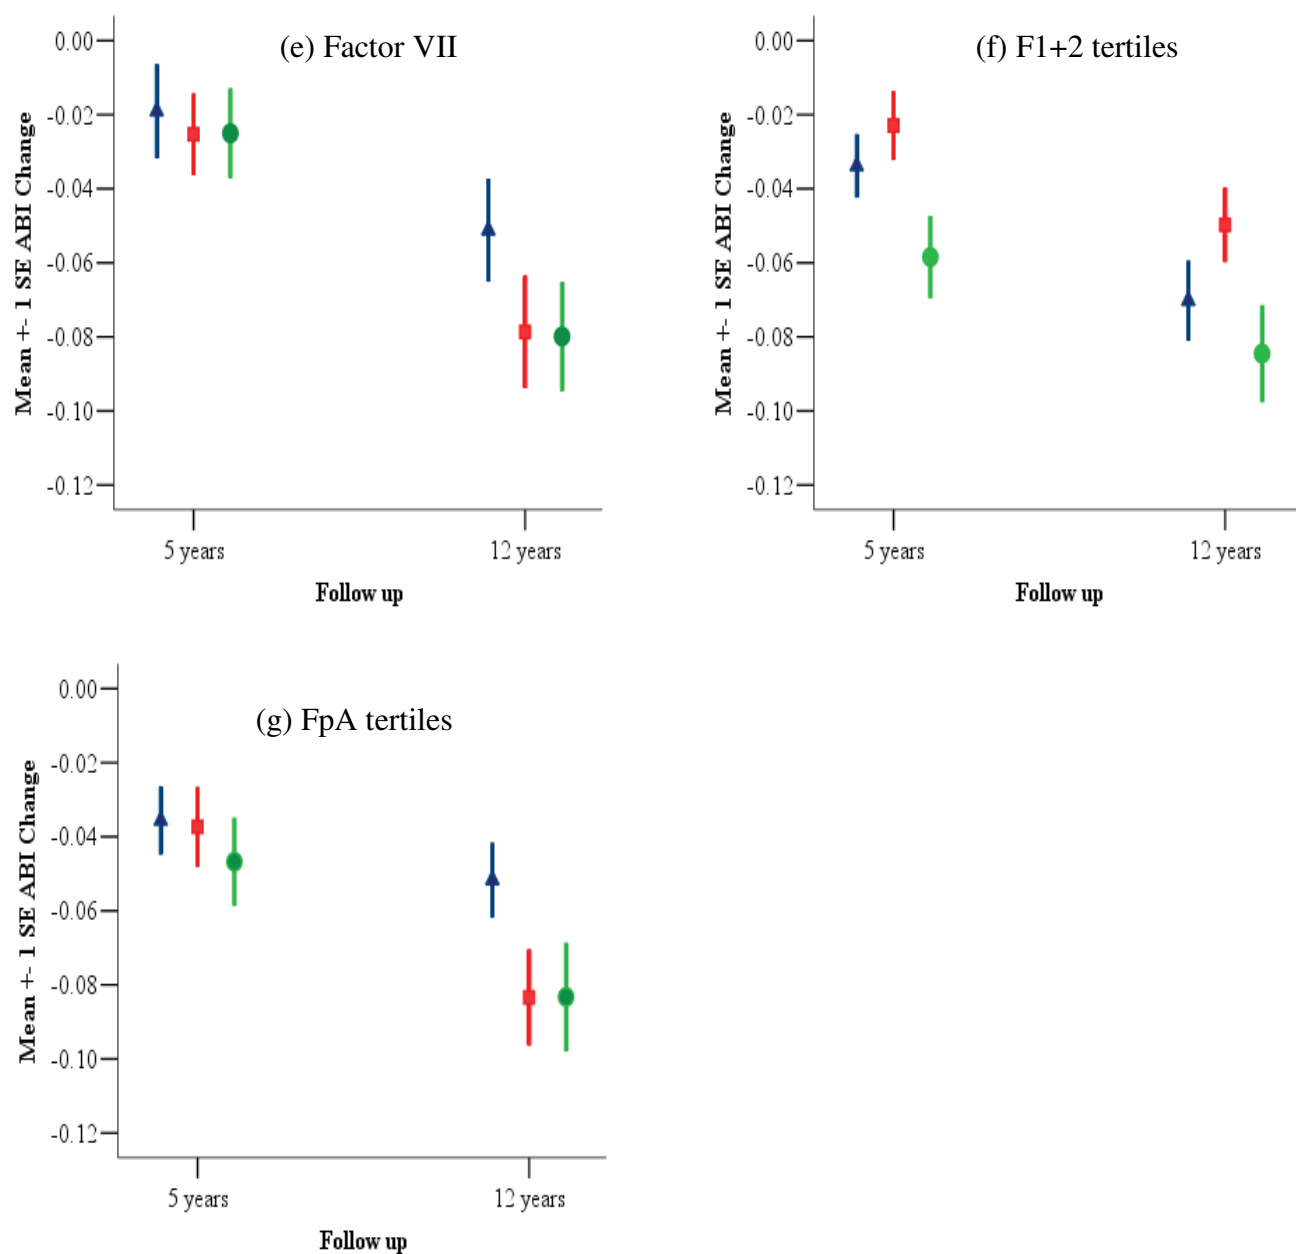 (e) Factor VII
0.00
-0.02
-0.04
-0.06
-0.08
-0.10
-0.12
Mean +- 1 SE ABI Change
5 years
12 years
Follow up
(f) F1+2 tertiles
0.00
-0.02
-0.04
-0.06
-0.08
-0.10
-0.12
Mean +- 1 SE ABI Change
5 years
12 years
Follow up
(g) FpA tertiles
0.00
-0.02
-0.04
-0.06
-0.08
-0.10
-0.12
Mean +- 1 SE ABI Change
5 years
12 years
Follow up